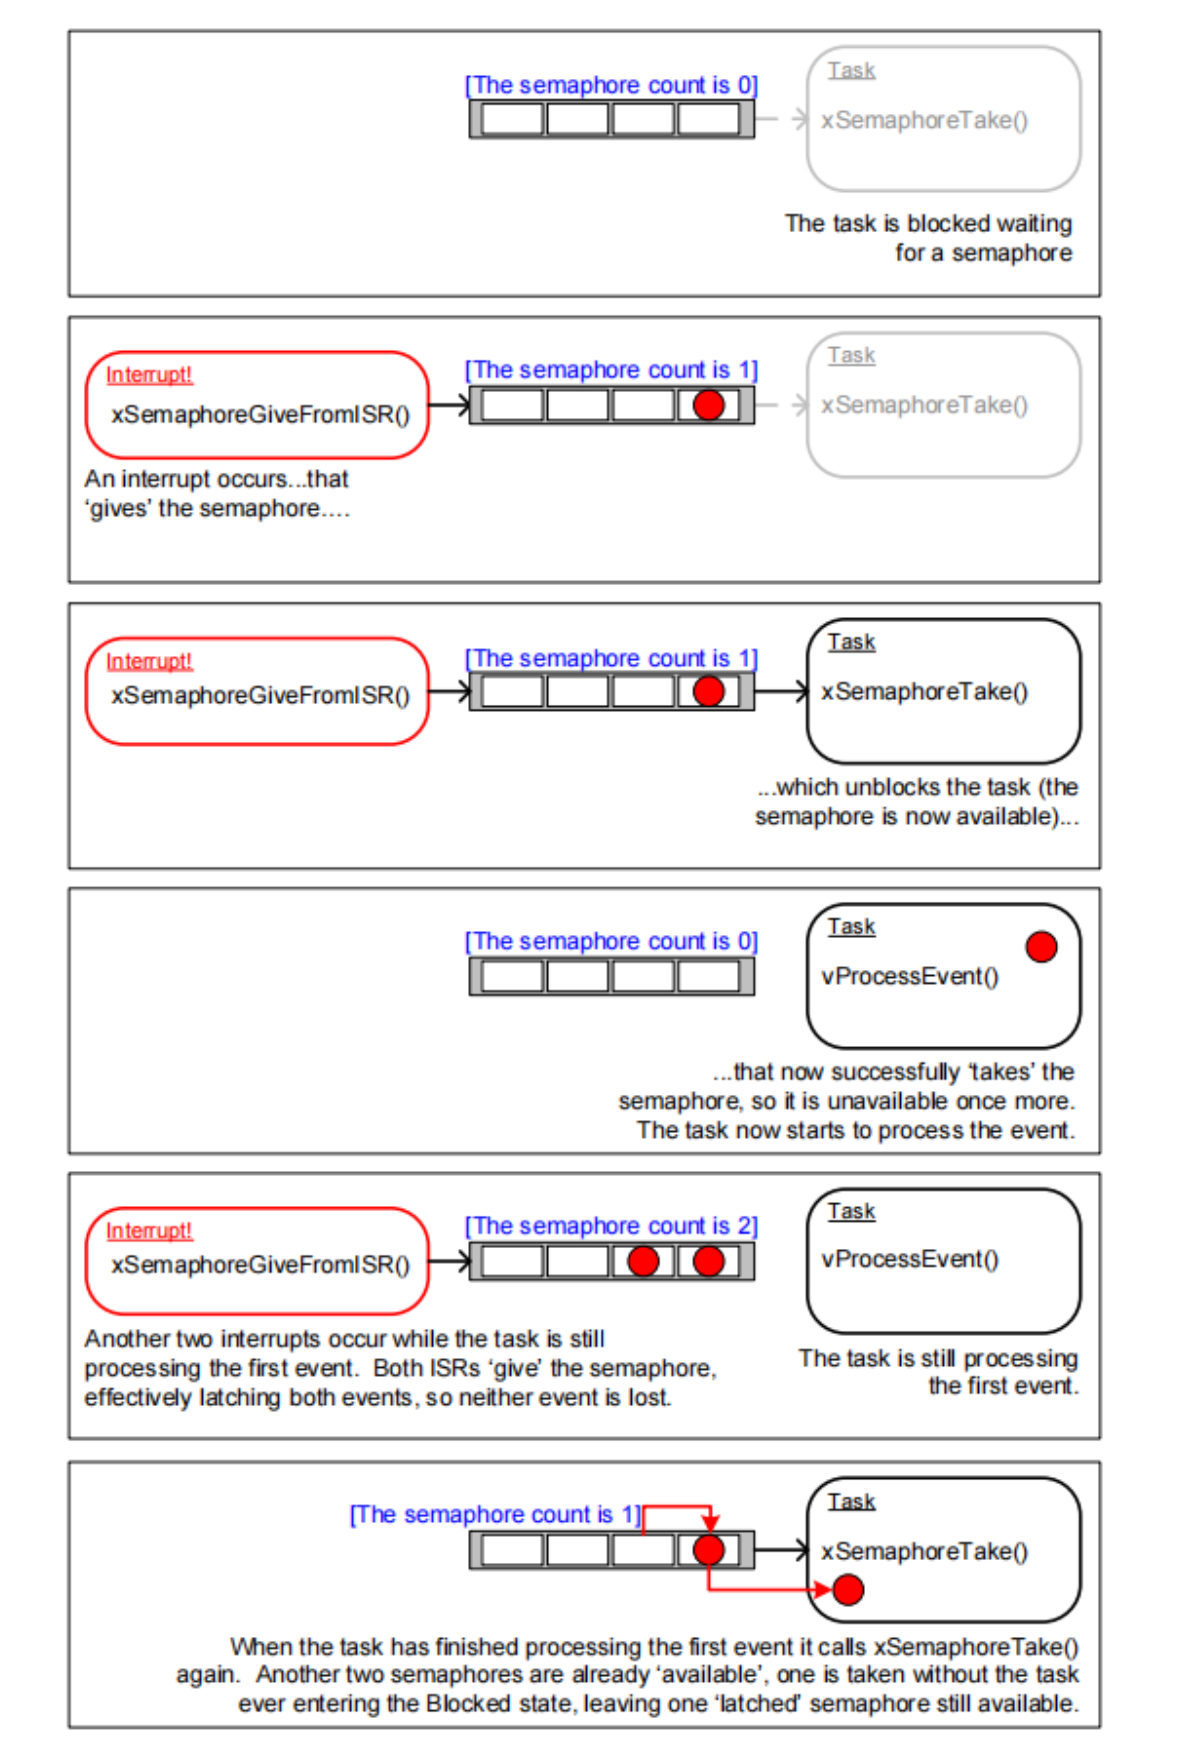 [The semaphore count is 0]
Task
xSemaphoreTake()
The task is blocked waiting
for a semaphore
Interrupt!
xSemaphoreGiveFromISR()
[The semaphore count is 1]
Task
xSemaphoreTake()
An interrupt occurs...that
‘gives’ the semaphore....
Interrupt!
xSemaphoreGiveFromISR()
[The semaphore count is 1]
Task
xSemaphoreTake()
...which unblocks the task (the
semaphore is now available)...
[The semaphore count is 0]
Task
vProcessEvent()
...that now successfully ‘takes’ the
semaphore, so it is unavailable once more.
The task now starts to process the event.
Interrupt!
xSemaphoreGiveFromISR()
[The semaphore count is 2]
Task
vProcessEvent()
Another two interrupts occur while the task is still
processing the first event.  Both ISRs ‘give’ the semaphore,
effectively latching both events, so neither event is lost.
The task is still processing
the first event.
[The semaphore count is 1]
Task
xSemaphoreTake()
When the task has finished processing the first event it calls xSemaphoreTake()
again.  Another two semaphores are already ‘available’, one is taken without the task
ever entering the Blocked state, leaving one ‘latched’ semaphore still available.